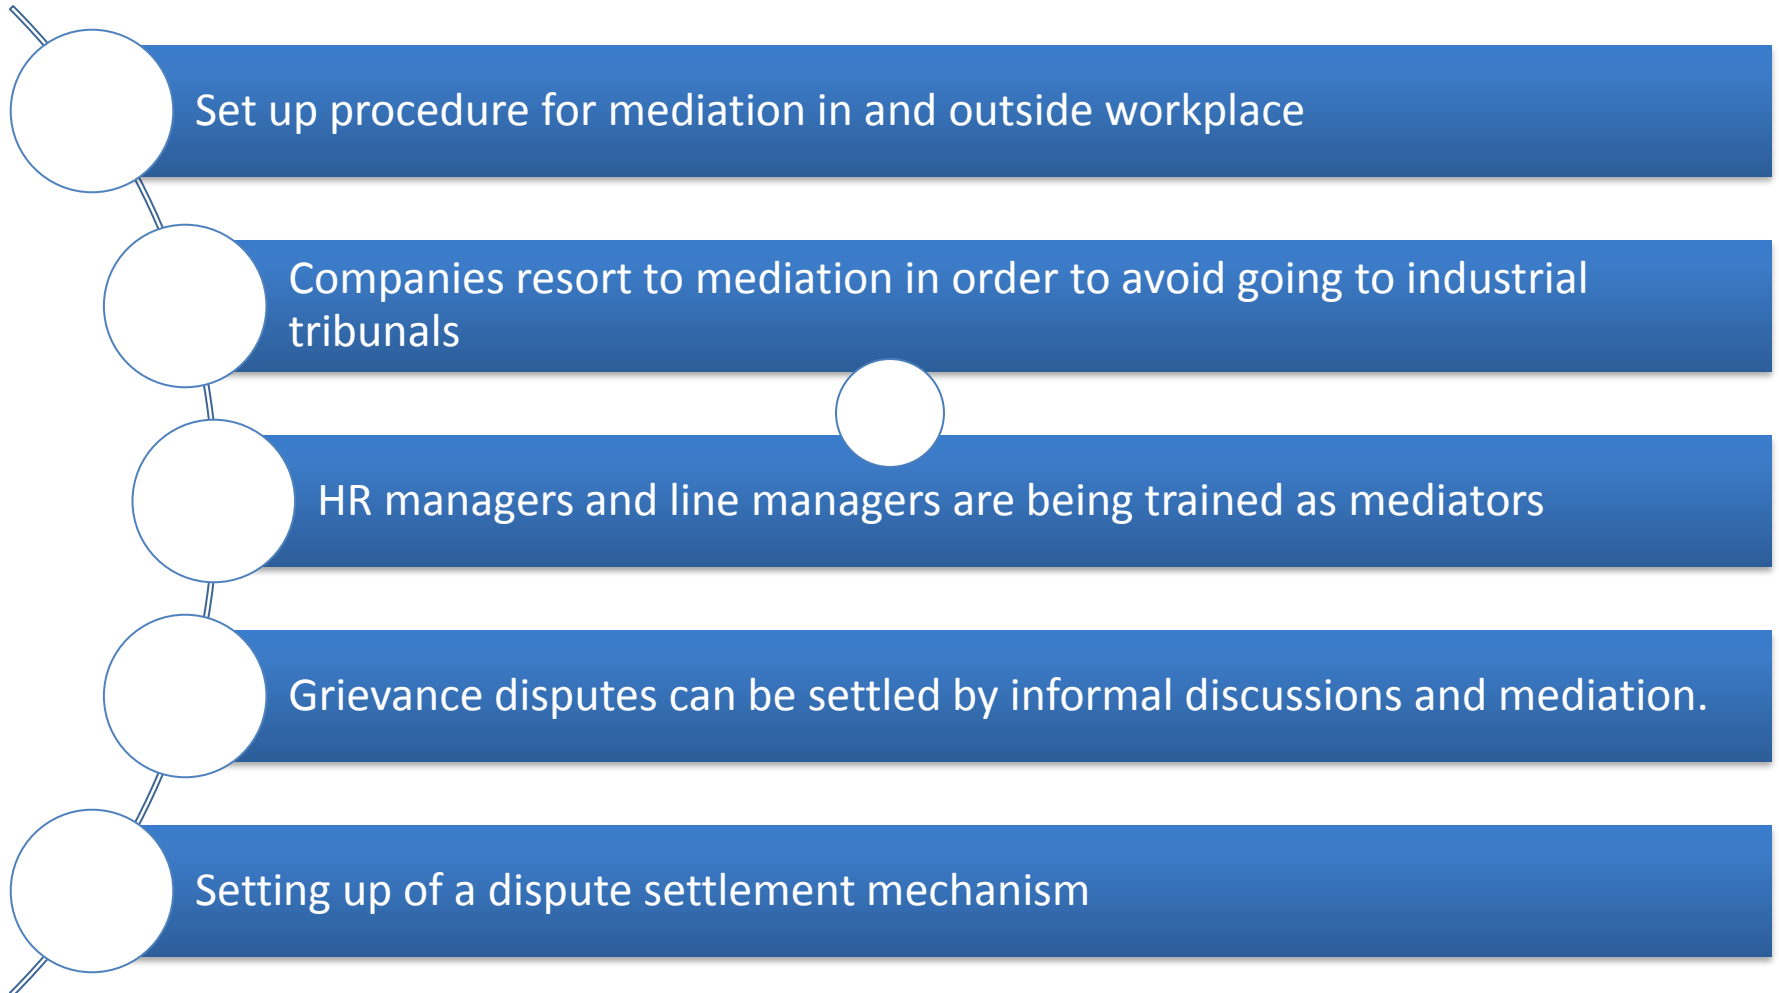 Set up procedure for mediation in and outside workplace
Companies resort to mediation in order to avoid going to industrial
tribunals
HR managers and line managers are being trained as mediators
Grievance disputes can be settled by informal discussions and mediation.
Setting up of a dispute settlement mechanism